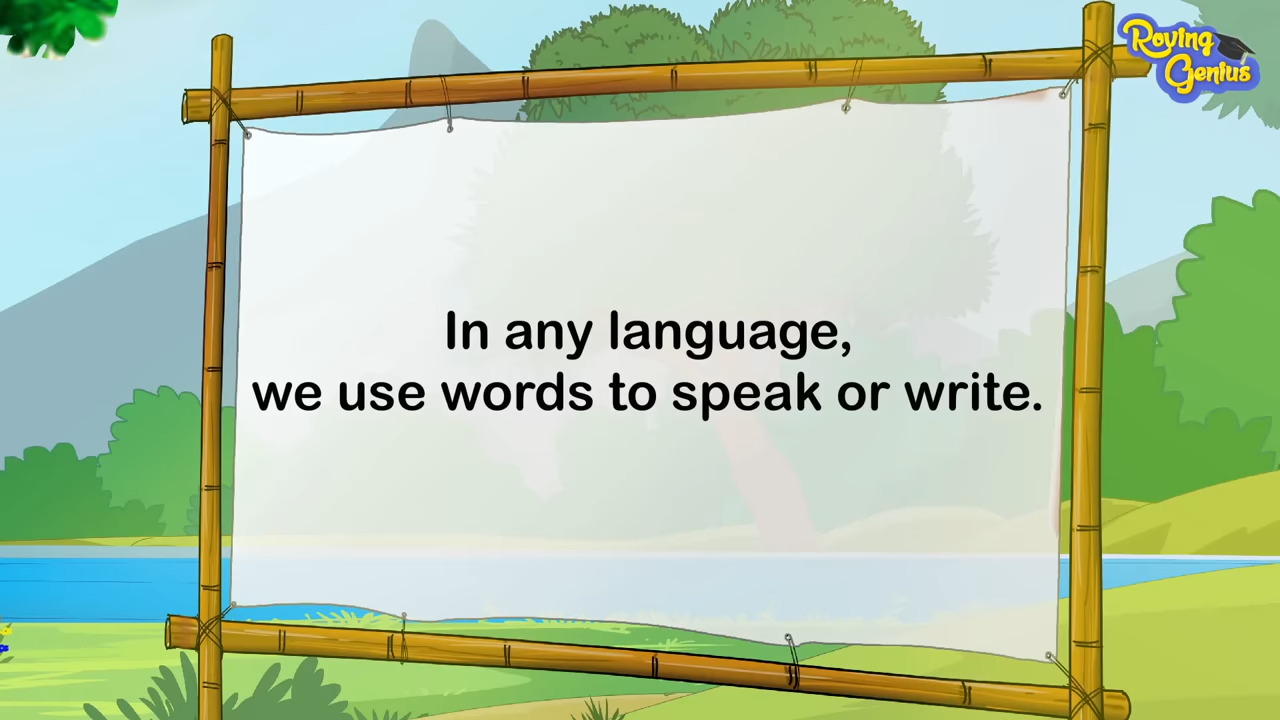 Roving
Genius
In any language,
we use words to speak or write.